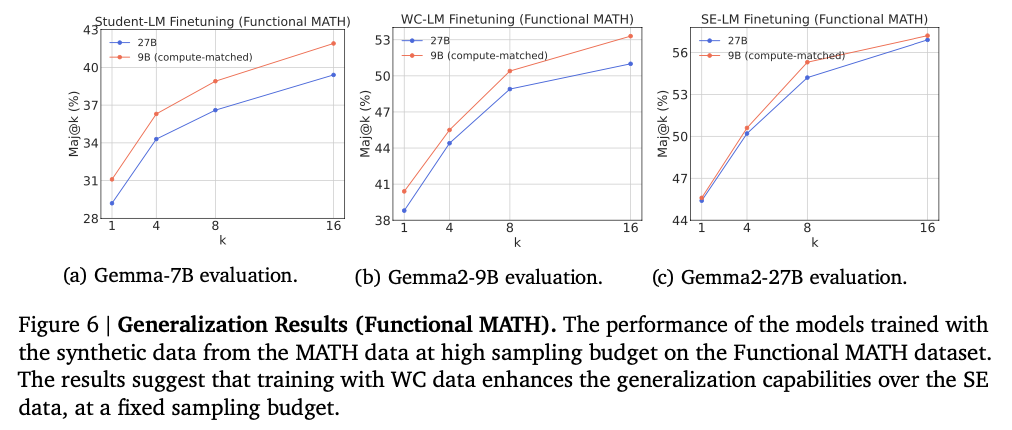 Student-LM Finetuning (Functional MATH)
43
40
37
34
31
28
Maj@k (%)
27B
9B (compute-matched)
1 4 8 16
k
WC-LM Finetuning (Functional MATH)
53
50
47
44
41
38
Maj@k (%)
27B
9B (compute-matched)
1 4 8 16
k
SE-LM Finetuning (Functional MATH)
56
53
50
47
44
Maj@k (%)
27B
9B (compute-matched)
1 4 8 16
k
(a) Gemma-7B evaluation.
(b) Gemma2-9B evaluation.
(c) Gemma2-27B evaluation.
Figure 6 | Generalization Results (Functional MATH). The performance of the models trained with
the synthetic data from the MATH data at high sampling budget on the Functional MATH dataset.
The results suggest that training with WC data enhances the generalization capabilities over the SE
data, at a fixed sampling budget.